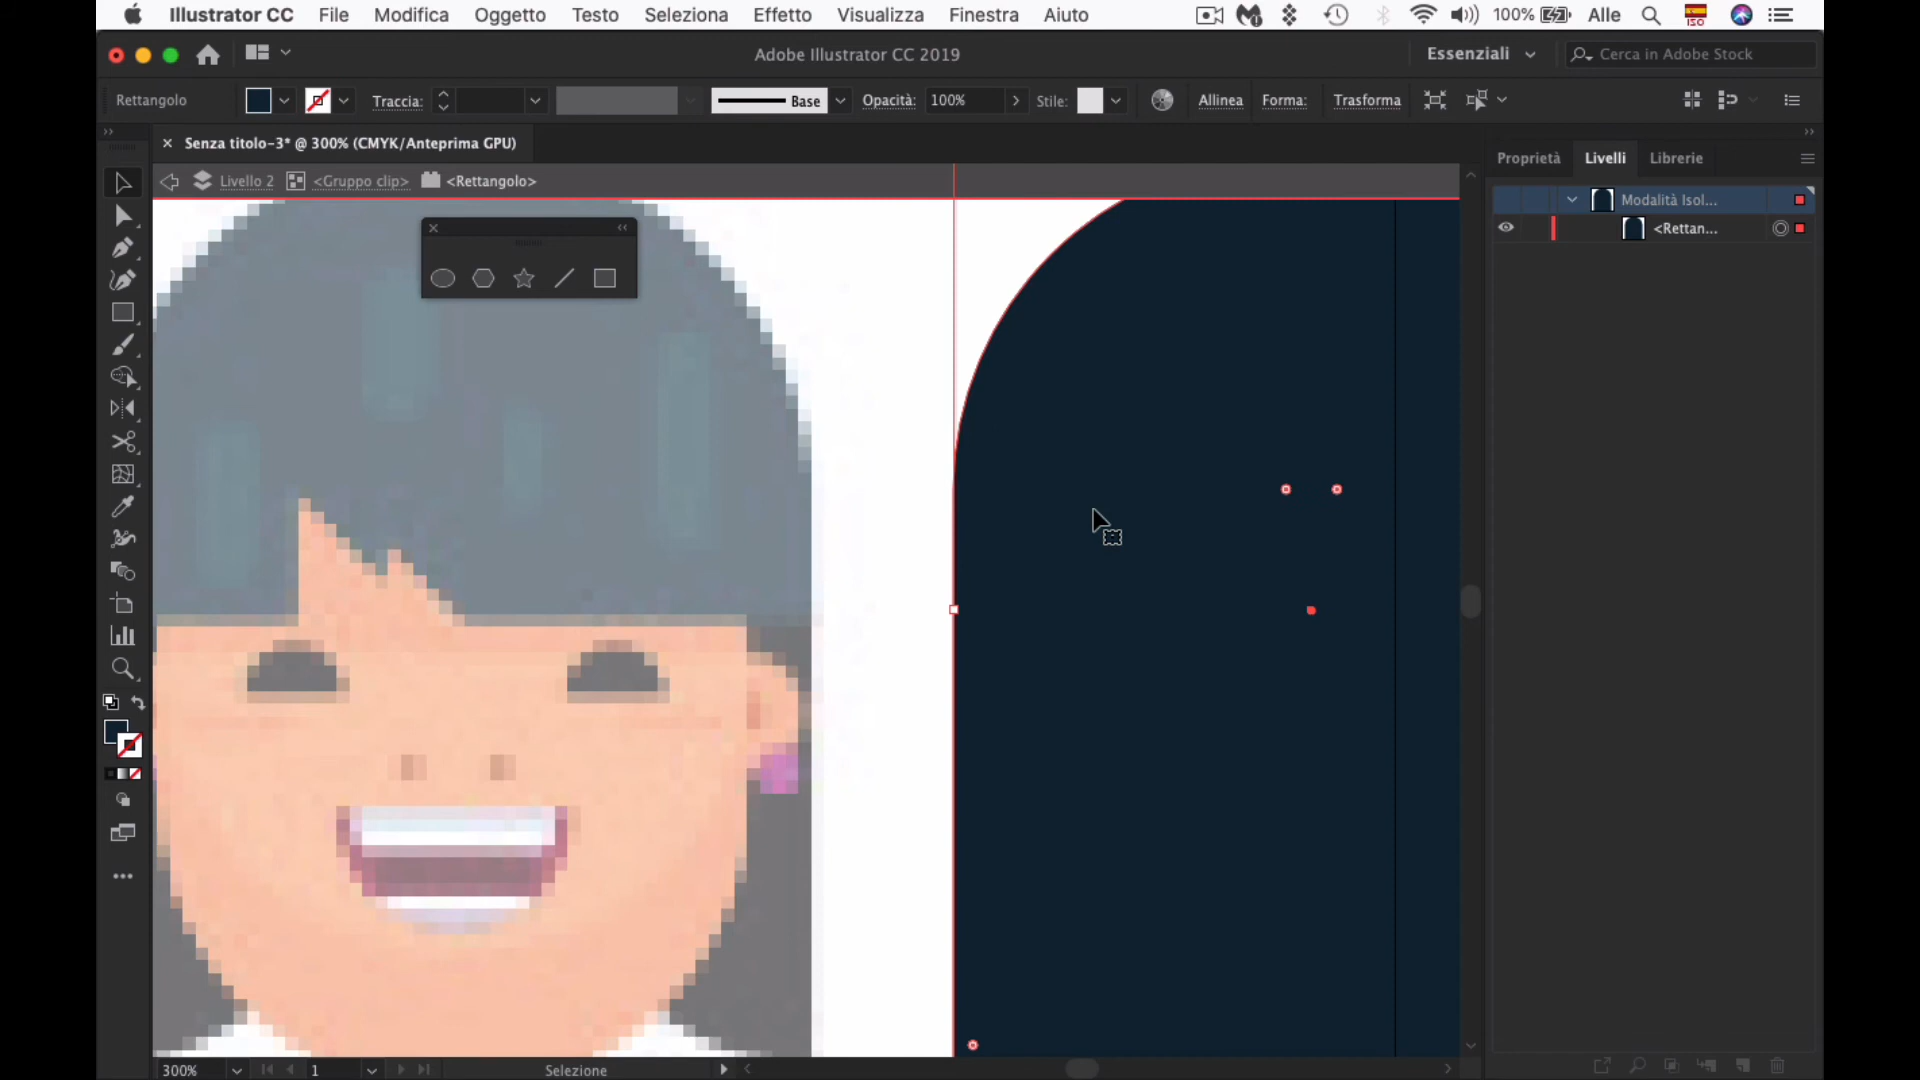 Illustrator CC File Modifica Oggetto Testo Seleziona Effetto Visualizza Finestra Aiuto ISO 100% Alle
Adobe Illustrator CC 2019 Essenziali Cerca in Adobe Stock
Rettangolo Traccia: Base Opacità: 100% Stile: Allinea Forma: Trasforma
Senza titolo-3* @ 300% (CMYK/Anteprima GPU)
Proprietà Livelli Librerie
Livello 2 <Gruppo clip> <Rettangolo>
Modalità Isol...
<Rettan...
300% 1 Selezione